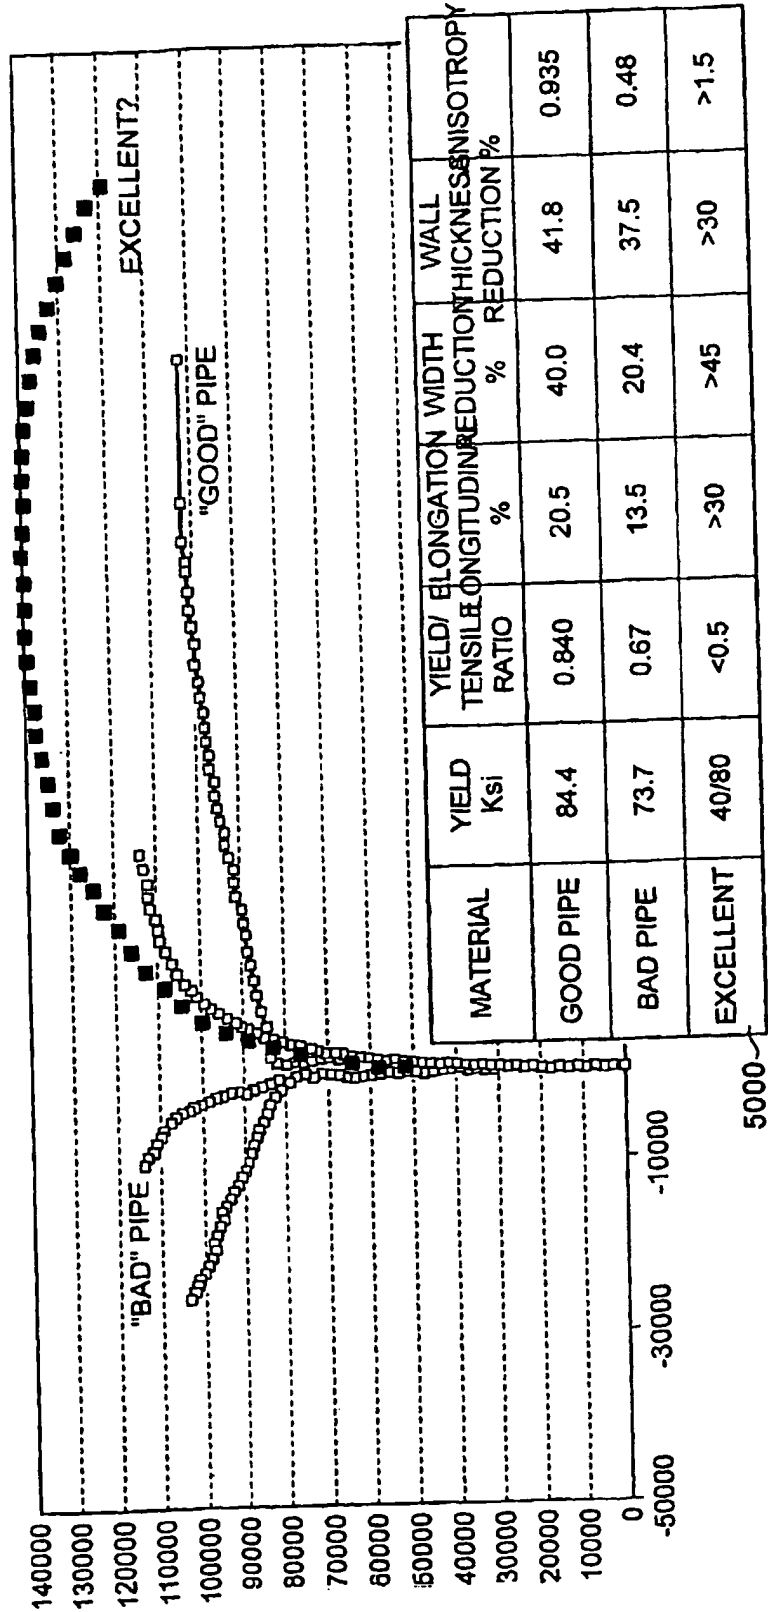 140000
130000
120000
110000
100000
90000
80000
70000
60000
50000
40000
30000
20000
10000
0
-50000
-30000
-10000
5000
"BAD" PIPE
"GOOD" PIPE
EXCELLENT?
MATERIAL
YIELD
Ksi
YIELD/
TENSILE
RATIO
ELONGATION
LONGITUDINAL
%
WIDTH
REDUCTION
%
WALL
THICKNESS
REDUCTION %
ANISOTROPY
GOOD PIPE 84.4 0.840 20.5 40.0 41.8 0.935
BAD PIPE 73.7 0.67 13.5 20.4 37.5 0.48
EXCELLENT 40/80 <0.5 >30 >45 >30 >1.5